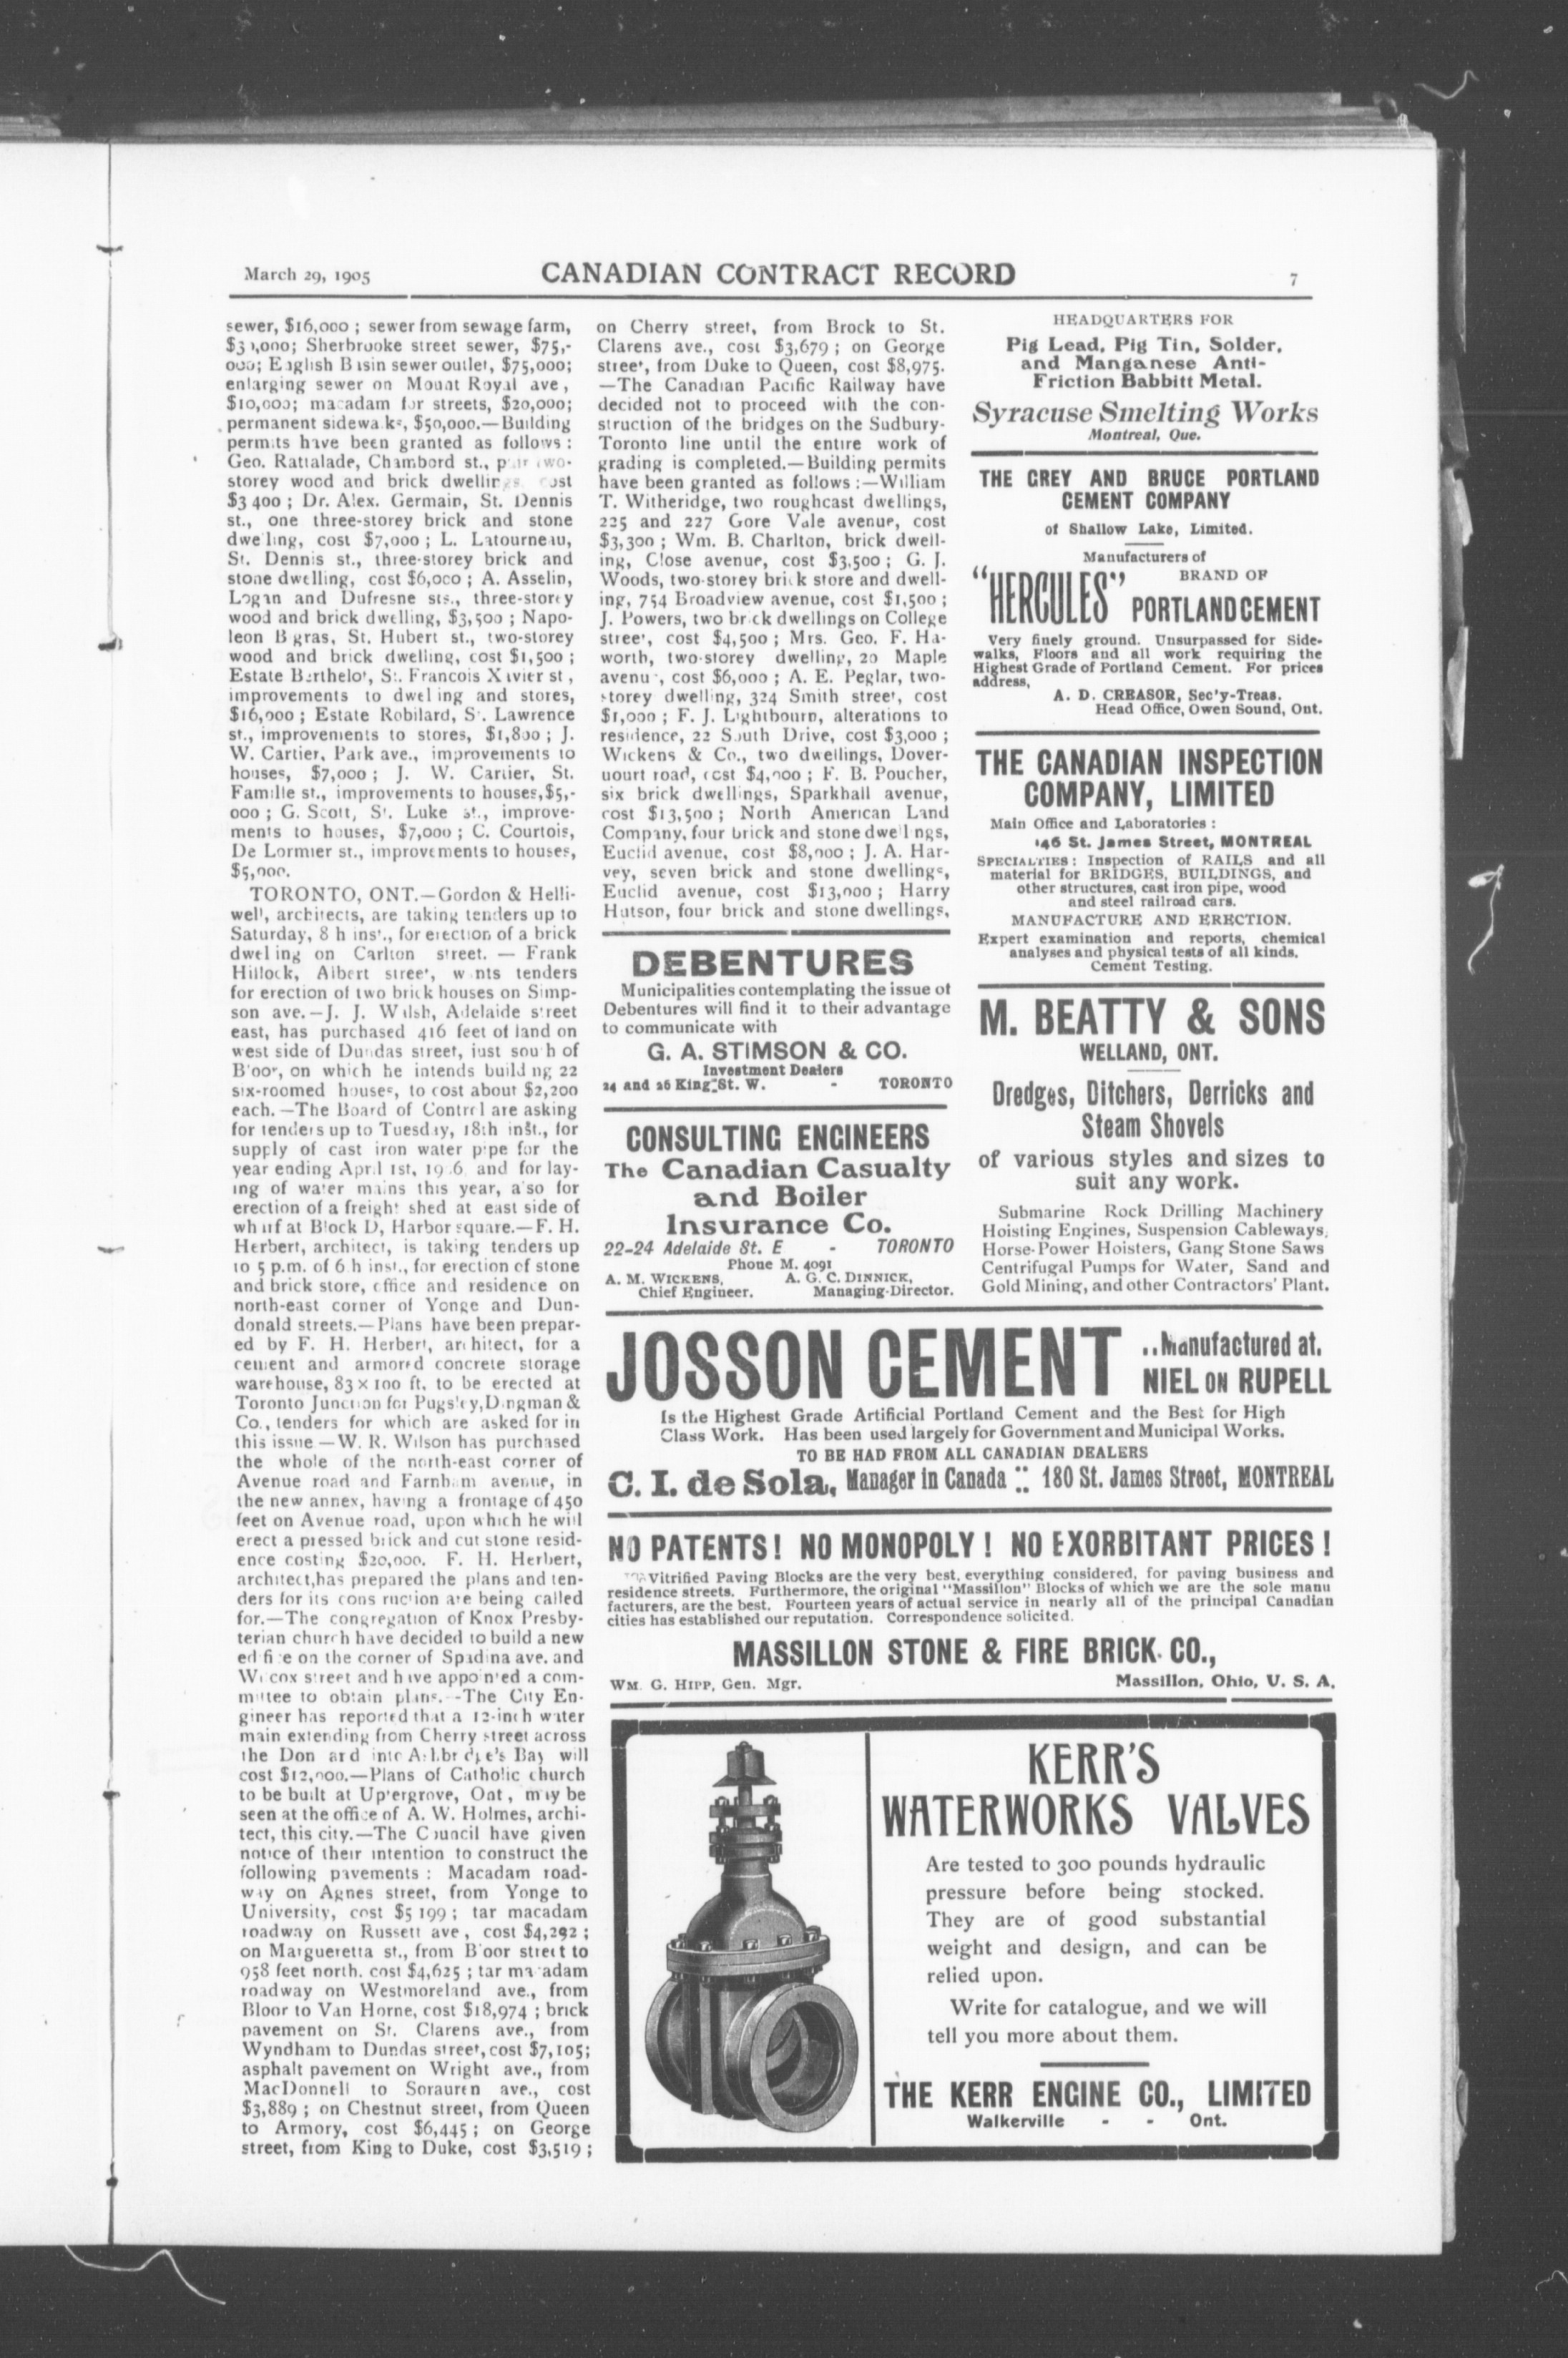 March 29, 1905
CANADIAN CONTRACT RECORD
7
sewer, $16,000 ; sewer from sewage farm,
Sherbrooke street sewer, $75,-
000; English Basin sewer outlet, $75,000;
enlarging sewer on Mount Royal ave,
$10,000; macadam for streets, $20,000;
permanent sidewa ks, $50,000.—Building
permits have been granted as follows :
Geo. Ratialade, Chambord st., pair two-
storey wood and brick dwellings cost
$3 400 ; Dr. Alex. Germain, St. Dennis
st., one three-storey brick and stone
dwe ling, cost $7,000 ; L. Latourneau,
St. Dennis st., three-storey brick and
stone dwelling, cost $6,000 ; A. Asselin,
Logan and Dufresne sts., three-storey
wood and brick dwelling, $3,500 ; Napo-
leon B gras, St. Hubert st., two-storey
wood and brick dwelling, cost $1,500 ;
Estate Berthelot, St. Francois Xavier st ,
improvements to dwel ing and stores,
$16,000 ; Estate Robilard, St. Lawrence
st., improvements to stores, $1,800 ; J.
W. Cartier, Park ave., improvements to
houses, $7,000 ; J. W. Cartier, St.
Famille st., improvements to houses, $5,-
000 ; G. Scott, St. Luke st., improve-
ments to houses, $7,000 ; C. Courtois,
De Lormier st., improvements to houses,
$5,000.
TORONTO, ONT.—Gordon & Helli-
well, architects, are taking tenders up to
Saturday, 8 h inst., for erection of a brick
dwel ing on Carlton street. — Frank
Hillock, Albert street, wants tenders
for erection of two brick houses on Simp-
son ave.—J. J. Walsh, Adelaide street
east, has purchased 416 feet of land on
west side of Dundas street, just sou h of
B'oor, on which he intends build ng 22
six-roomed houses, to cost about $2,200
each.—The Board of Control are asking
for tenders up to Tuesday, 18th inst., for
supply of cast iron water pipe for the
year ending April 1st, 19 6, and for lay-
ing of water mains this year, a'so for
erection of a freight shed at east side of
wharf at Block D, Harbor square.—F. H.
Herbert, architect, is taking tenders up
to 5 p.m. of 6 h inst., for erection of stone
and brick store, office and residence on
north-east corner of Yonge and Dun-
donald streets.—Plans have been prepar-
ed by F. H. Herbert, architect, for a
cement and armored concrete storage
warehouse, 83 x 100 ft. to be erected at
Toronto Junction for Pugsley, Dingman &
Co., tenders for which are asked for in
this issue —W. R. Wilson has purchased
the whole of the north-east corner of
Avenue road and Farnham avenue, in
the new annex, having a frontage of 450
feet on Avenue road, upon which he will
erect a pressed brick and cut stone resid-
ence costing $20,000. F. H. Herbert,
architect, has prepared the plans and ten-
ders for its cons ruction are being called
for.—The congregation of Knox Presby-
terian church have decided to build a new
edifice on the corner of Spadina ave. and
Wi cox street and have appo nted a com-
mittee to obtain plans.—The City En-
gineer has reported that a 12-inch water
main extending from Cherry street across
the Don and into Ashbridge's Bay will
cost $12,000.—Plans of Catholic church
to be built at Uptergrove, Ont , may be
seen at the office of A. W. Holmes, archi-
tect, this city.—The Council have given
notice of their intention to construct the
following pavements : Macadam road-
way on Agnes street, from Yonge to
University, cost $5 199 ; tar macadam
roadway on Russett ave , cost $4,292 ;
on Margueretta st., from B oor street to
958 feet north, cost $4,625 ; tar macadam
roadway on Westmoreland ave., from
Bloor to Van Horne, cost $18,974 ; brick
pavement on St. Clarens ave., from
Wyndham to Dundas street, cost $7,105;
asphalt pavement on Wright ave., from
MacDonnell to Sorauren ave., cost
$3,889 ; on Chestnut street, from Queen
to Armory, cost $6,445 ; on George
street, from King to Duke, cost $3,519 ;
on Cherry street, from Brock to St.
Clarens ave., cost $3,679 ; on George
street, from Duke to Queen, cost $8,975.
—The Canadian Pacific Railway have
decided not to proceed with the con-
struction of the bridges on the Sudbury-
Toronto line until the entire work of
grading is completed.—Building permits
have been granted as follows :—William
T. Witheridge, two roughcast dwellings,
225 and 227 Gore Vale avenue, cost
$3,300 ; Wm. B. Charlton, brick dwell-
ing, Close avenue, cost $3,500 ; G. J.
Woods, two-storey brick store and dwell-
ing, 754 Broadview avenue, cost $1,500 ;
J. Powers, two brick dwellings on College
street, cost $4,500 ; Mrs. Geo. F. Ha-
worth, two-storey dwelling, 20 Maple
avenue, cost $6,000 ; A. E. Peglar, two-
storey dwelling, 324 Smith street, cost
$1,000 ; F. J. Lightbourn, alterations to
residence, 22 South Drive, cost $3,000 ;
Wickens & Co., two dwellings, Dover-
uourt road, cost $4,000 ; F. B. Poucher,
six brick dwellings, Sparkhall avenue,
cost $13,500 ; North American Land
Company, four brick and stone dwe l ngs,
Euclid avenue, cost $8,000 ; J. A. Har-
vey, seven brick and stone dwellings,
Euclid avenue, cost $13,000 ; Harry
Hutson, four brick and stone dwellings,
DEBENTURES
Municipalities contemplating the issue of
Debentures will find it to their advantage
to communicate with
G. A. STIMSON & CO.
Investment Dealers
24 and 26 King St. W. - TORONTO
CONSULTING ENGINEERS
The Canadian Casualty
and Boiler
Insurance Co.
22-24 Adelaide St. E - TORONTO
Phone M. 4091
A. M. WICKENS, A. G. C. DINNICK,
Chief Engineer. Managing-Director.
HEADQUARTERS FOR
Pig Lead, Pig Tin, Solder,
and Manganese Anti-
Friction Babbitt Metal.
Syracuse Smelting Works
Montreal, Que.
THE GREY AND BRUCE PORTLAND
CEMENT COMPANY
of Shallow Lake, Limited.
Manufacturers of
"HERCULES" BRAND OF
PORTLAND CEMENT
Very finely ground. Unsurpassed for Side-
walks, Floors and all work requiring the
Highest Grade of Portland Cement. For prices
address,
A. D. CREASOR, Sec'y-Treas.
Head Office, Owen Sound, Ont.
THE CANADIAN INSPECTION
COMPANY, LIMITED
Main Office and Laboratories :
146 St. James Street, MONTREAL
SPECIALTIES : Inspection of RAILS and all
material for BRIDGES, BUILDINGS, and
other structures, cast iron pipe, wood
and steel railroad cars.
MANUFACTURE AND ERECTION.
Expert examination and reports, chemical
analyses and physical tests of all kinds.
Cement Testing.
M. BEATTY & SONS
WELLAND, ONT.
Dredges, Ditchers, Derricks and
Steam Shovels
of various styles and sizes to
suit any work.
Submarine Rock Drilling Machinery
Hoisting Engines, Suspension Cableways,
Horse-Power Hoisters, Gang Stone Saws
Centrifugal Pumps for Water, Sand and
Gold Mining, and other Contractors' Plant.
JOSSON CEMENT
..Manufactured at.
NIEL ON RUPELL
Is the Highest Grade Artificial Portland Cement and the Best for High
Class Work. Has been used largely for Government and Municipal Works.
TO BE HAD FROM ALL CANADIAN DEALERS
C. I. de Sola, Manager in Canada :: 180 St. James Street, MONTREAL
NO PATENTS! NO MONOPOLY! NO EXORBITANT PRICES!
Vitrified Paving Blocks are the very best, everything considered, for paving business and
residence streets. Furthermore, the original "Massillon" Blocks of which we are the sole manu
facturers, are the best. Fourteen years of actual service in nearly all of the principal Canadian
cities has established our reputation. Correspondence solicited.
MASSILLON STONE & FIRE BRICK CO.,
WM. G. HIPP, Gen. Mgr. Massillon, Ohio, U. S. A.
KERR'S
WATERWORKS VALVES
Are tested to 300 pounds hydraulic
pressure before being stocked.
They are of good substantial
weight and design, and can be
relied upon.
Write for catalogue, and we will
tell you more about them.
THE KERR ENGINE CO., LIMITED
Walkerville - - Ont.